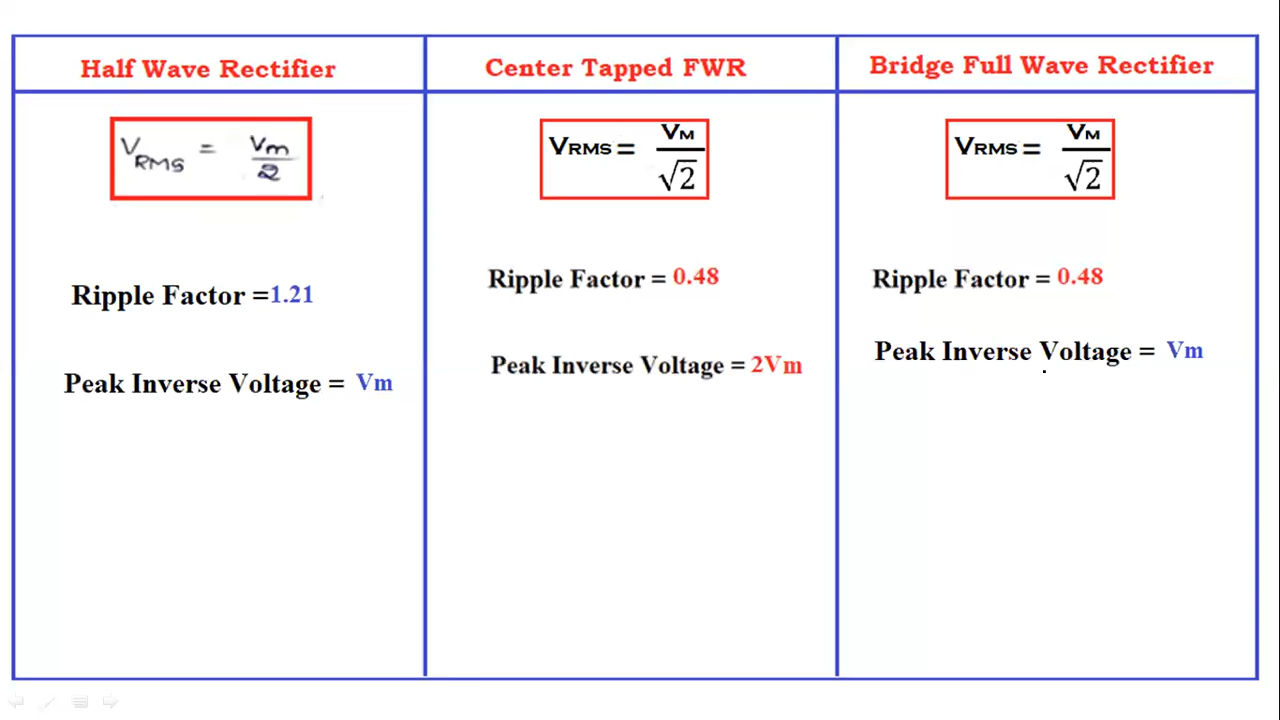 Half Wave Rectifier
VRMS = Vm/2
Ripple Factor =1.21
Peak Inverse Voltage = Vm
Center Tapped FWR
VRMS = VM/√2
Ripple Factor = 0.48
Peak Inverse Voltage = 2Vm
Bridge Full Wave Rectifier
VRMS = VM/√2
Ripple Factor = 0.48
Peak Inverse Voltage = Vm